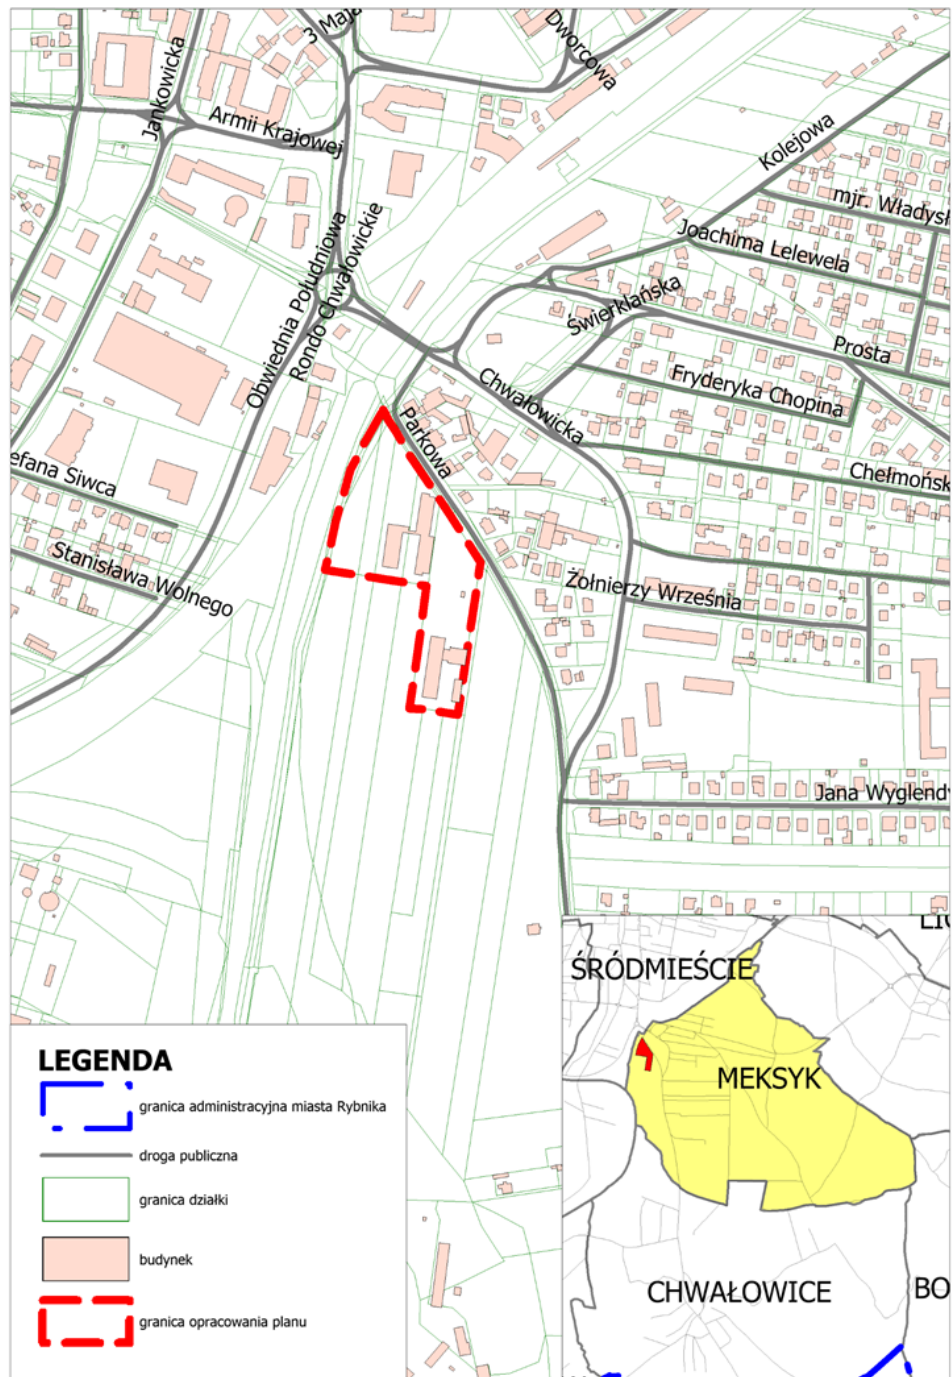 3 Maja
Dworcowa
Jankowicka
Armii Krajowej
Kolejowa
mjr. Władysł
Joachima Lelewela
Obwiednia Południowa
Rondo Chwałowickie
Świerklańska
Prosta
Fryderyka Chopina
Chwałowicka
Parkowa
Chełmońsk
efana Siwca
Stanisława Wolnego
Żołnierzy Września
Jana Wyglend
ŚRÓDMIEŚCIE
MEKSYK
CHWAŁOWICE
BO
LEGENDA
granica administracyjna miasta Rybnika
droga publiczna
granica działki
budynek
granica opracowania planu